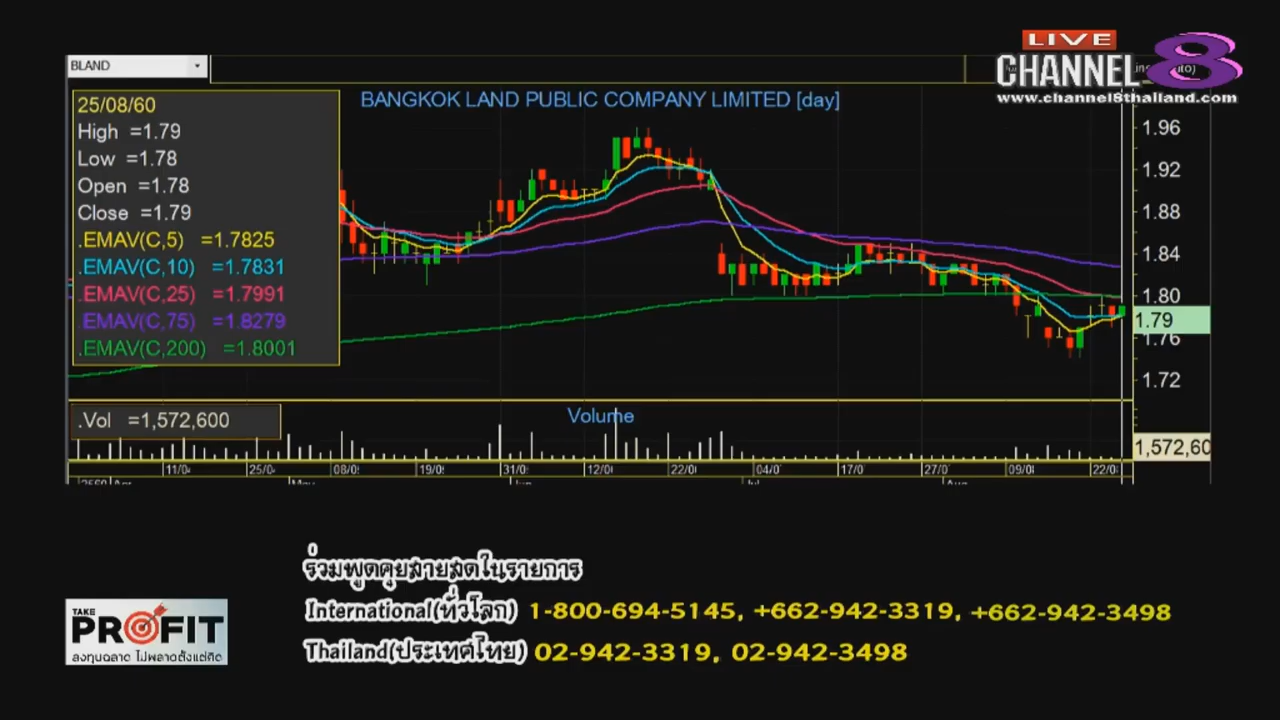 LIVE
CHANNEL 8
www.channel8thailand.com
BLAND
25/08/60
High =1.79
Low =1.78
Open =1.78
Close =1.79
.EMAV(C,5) =1.7825
.EMAV(C,10) =1.7831
.EMAV(C,25) =1.7991
.EMAV(C,75) =1.8279
.EMAV(C,200) =1.8001
BANGKOK LAND PUBLIC COMPANY LIMITED [day]
1.96
1.92
1.88
1.84
1.80
1.79
1.76
1.72
.Vol =1,572,600
Volume
1,572,60
11/0 25/0 08/0 19/0 31/0 12/0 22/0 04/0 17/0 27/0 09/0 22/0
ร่วมพูดคุยสายสดในรายการ
International(ทั่วโลก) 1-800-694-5145, +662-942-3319, +662-942-3498
Thailand(ประเทศไทย) 02-942-3319, 02-942-3498
TAKE
PROFIT
ลงทุนฉลาด ไม่พลาดตั้งแต่คิด